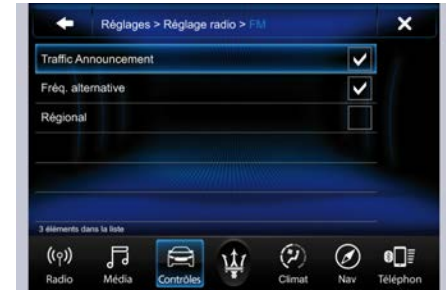 Réglages > Réglage radio > FM
Traffic Announcement
Fréq. alternative
Régional
3 éléments dans la liste
Radio Média Contrôles Climat Nav Téléphon